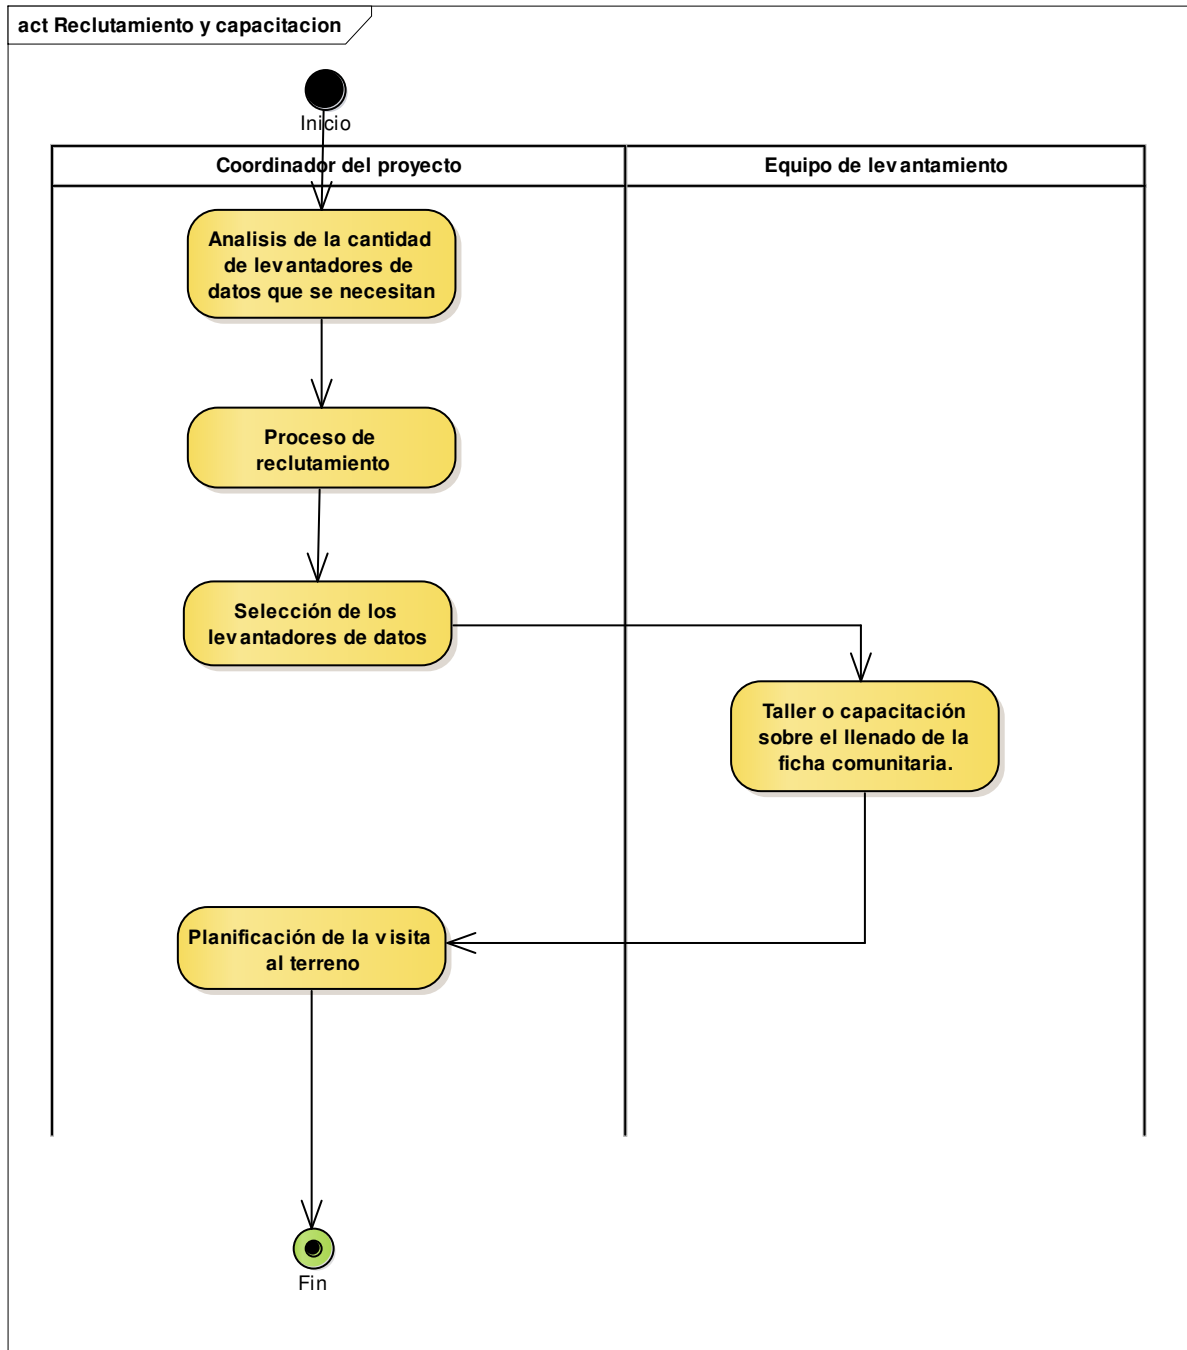 act Reclutamiento y capacitacion
Inicio
Coordinador del proyecto
Equipo de levantamiento
Analisis de la cantidad
de levantadores de
datos que se necesitan
Proceso de
reclutamiento
Selección de los
levantadores de datos
Taller o capacitación
sobre el llenado de la
ficha comunitaria.
Planificación de la visita
al terreno
Fin